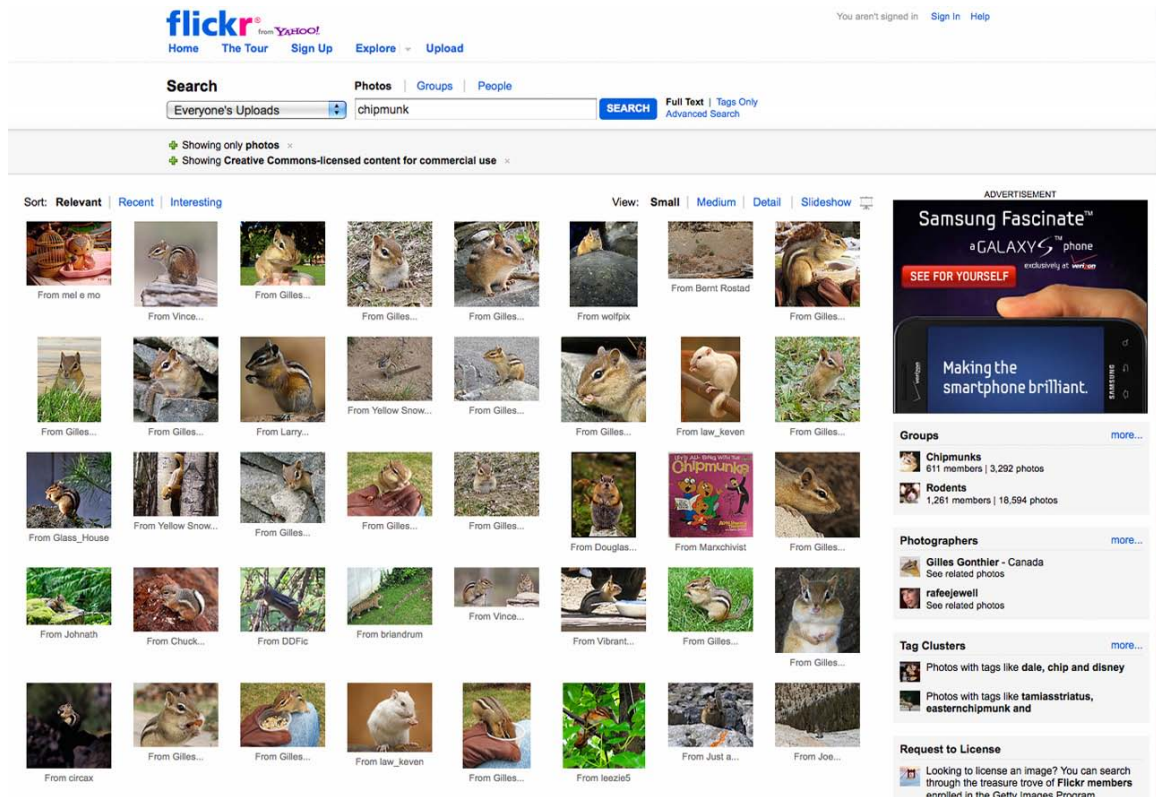 flickr® from YAHOO!
You aren't signed in Sign In Help
Home The Tour Sign Up Explore Upload
Search
Photos | Groups | People
Everyone's Uploads
chipmunk
SEARCH
Full Text | Tags Only
Advanced Search
Showing only photos ×
Showing Creative Commons-licensed content for commercial use ×
Sort: Relevant | Recent | Interesting
View: Small | Medium | Detail | Slideshow
From mel e mo
From Vince...
From Gilles...
From Gilles...
From Gilles...
From wolfpix
From Bernt Rostad
From Gilles...
From Gilles...
From Gilles...
From Larry...
From Yellow Snow...
From Gilles...
From Gilles...
From law_keven
From Gilles...
Chipmunks
From Glass_House
From Yellow Snow...
From Gilles...
From Gilles...
From Gilles...
From Douglas...
From Marxchivist
From Gilles...
From Johnath
From Chuck...
From DDFic
From briandrum
From Vince...
From Vibrant...
From Gilles...
From Gilles...
From circax
From Gilles...
From Gilles...
From law_keven
From Gilles...
From leezie5
From Just a...
From Joe...
ADVERTISEMENT
Samsung Fascinate™
a GALAXY S™ phone
exclusively at verizon
SEE FOR YOURSELF
Making the
smartphone brilliant.
SAMSUNG
Groups more...
Chipmunks
611 members | 3,292 photos
Rodents
1,261 members | 18,594 photos
Photographers more...
Gilles Gonthier - Canada
See related photos
rafeejewell
See related photos
Tag Clusters more...
Photos with tags like dale, chip and disney
Photos with tags like tamiasstriatus,
easternchipmunk and
Request to License
Looking to license an image? You can search
through the treasure trove of Flickr members
enrolled in the Getty Images Program